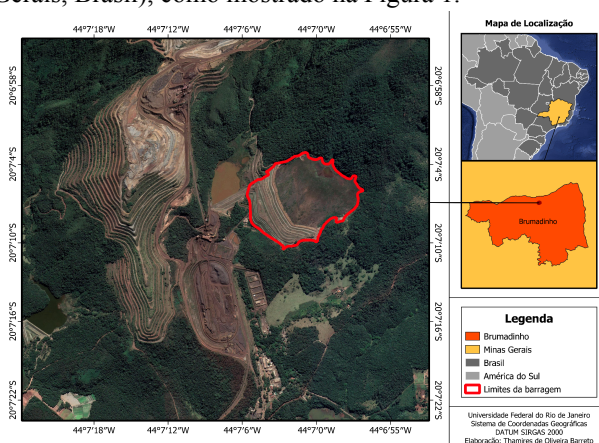 Gerais, Brasil), como mostrado na Figura 1.
44°7'18"W 44°7'12"W 44°7'6"W 44°7'0"W 44°6'55"W
20°6'58"S
20°7'4"S
20°7'10"S
20°7'16"S
20°7'22"S
20°6'58"S
20°7'4"S
20°7'10"S
20°7'16"S
20°7'22"S
44°7'18"W 44°7'12"W 44°7'6"W 44°7'0"W 44°6'55"W
Mapa de Localização
Brumadinho
Legenda
Brumadinho
Minas Gerais
Brasil
América do Sul
Limites da barragem
Universidade Federal do Rio de Janeiro
Sistema de Coordenadas Geográficas
DATUM SIRGAS 2000
Elaboração: Thamires de Oliveira Barreto